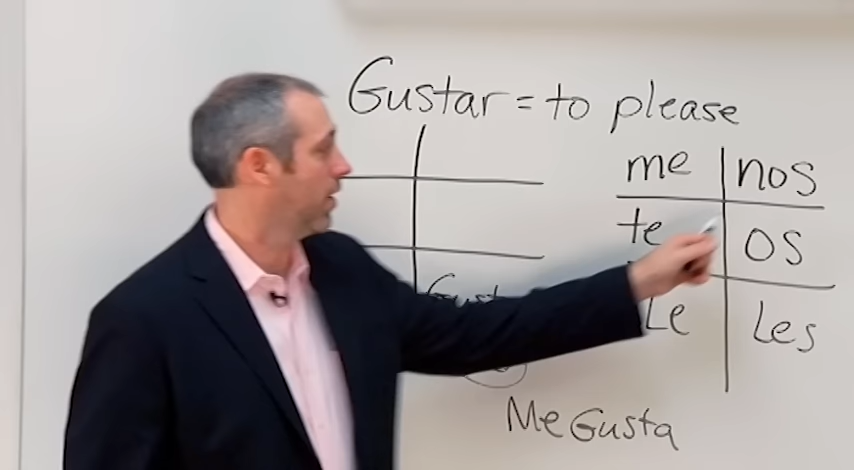 Gustar = to please
me nos
te os
Le Les
Me Gusta